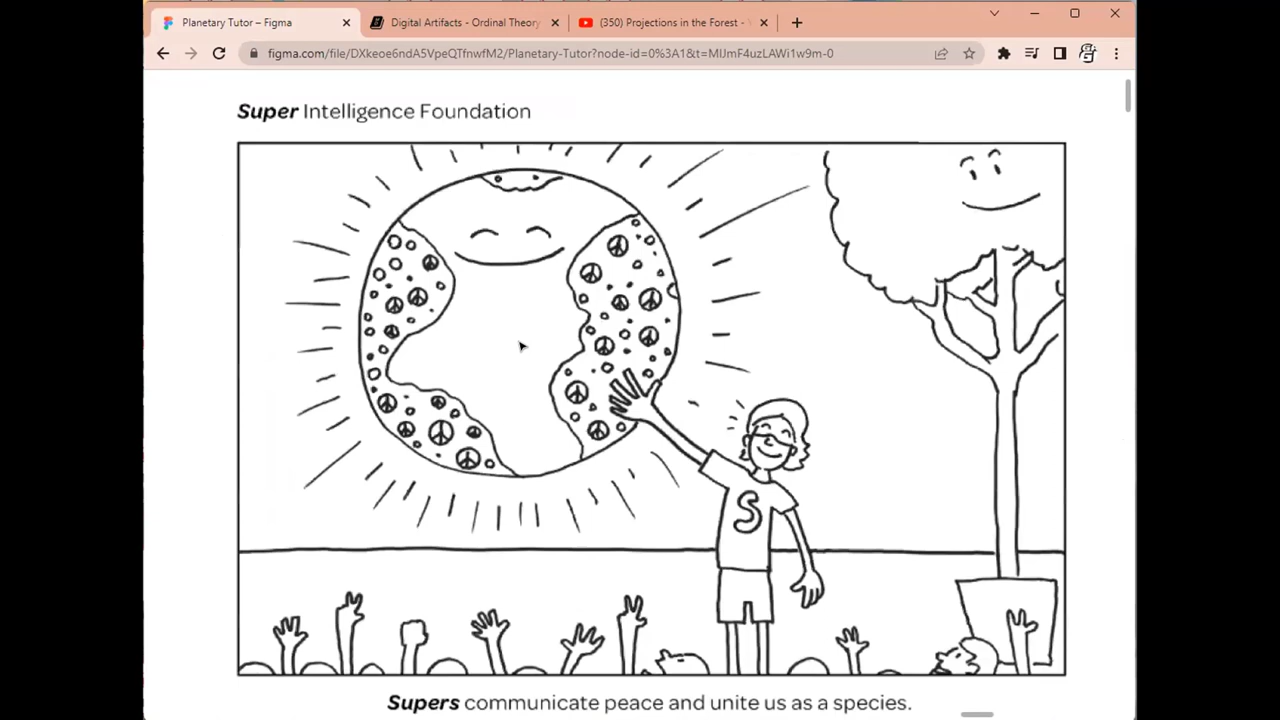 Planetary Tutor – Figma
Digital Artifacts - Ordinal Theory
(350) Projections in the Forest -
figma.com/file/DXkeoe6ndA5VpeQTfnwfM2/Planetary-Tutor?node-id=0%3A1&t=MlJmF4uzLAWi1w9m-0
Super Intelligence Foundation
S
Supers communicate peace and unite us as a species.